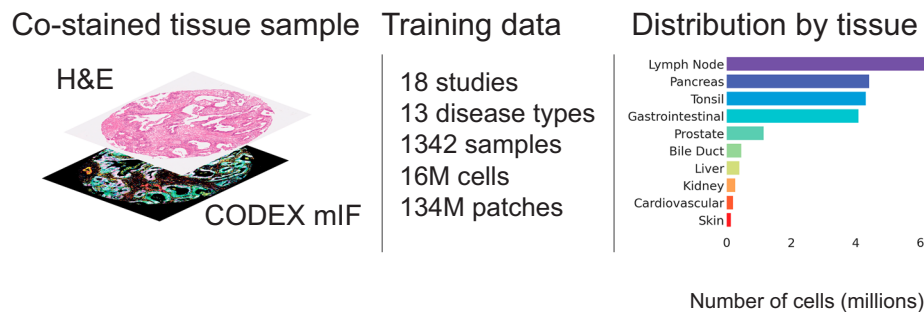 Co-stained tissue sample
H&E
CODEX mIF
Training data
18 studies
13 disease types
1342 samples
16M cells
134M patches
Distribution by tissue
Lymph Node
Pancreas
Tonsil
Gastrointestinal
Prostate
Bile Duct
Liver
Kidney
Cardiovascular
Skin
0 2 4 6
Number of cells (millions)